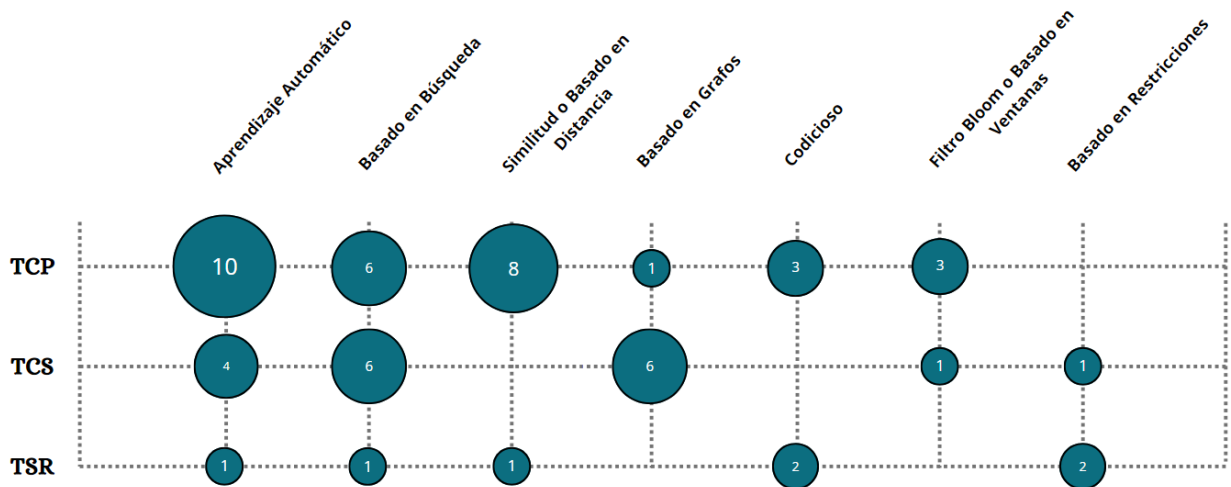 Aprendizaje Automático
Basado en Búsqueda
Similitud o Basado en
Distancia
Basado en Grafos
Codicioso
Filtro Bloom o Basado en
Ventanas
Basado en Restricciones
TCP 10 6 8 1 3 3
TCS 4 6 6 1 1
TSR 1 1 1 2 2